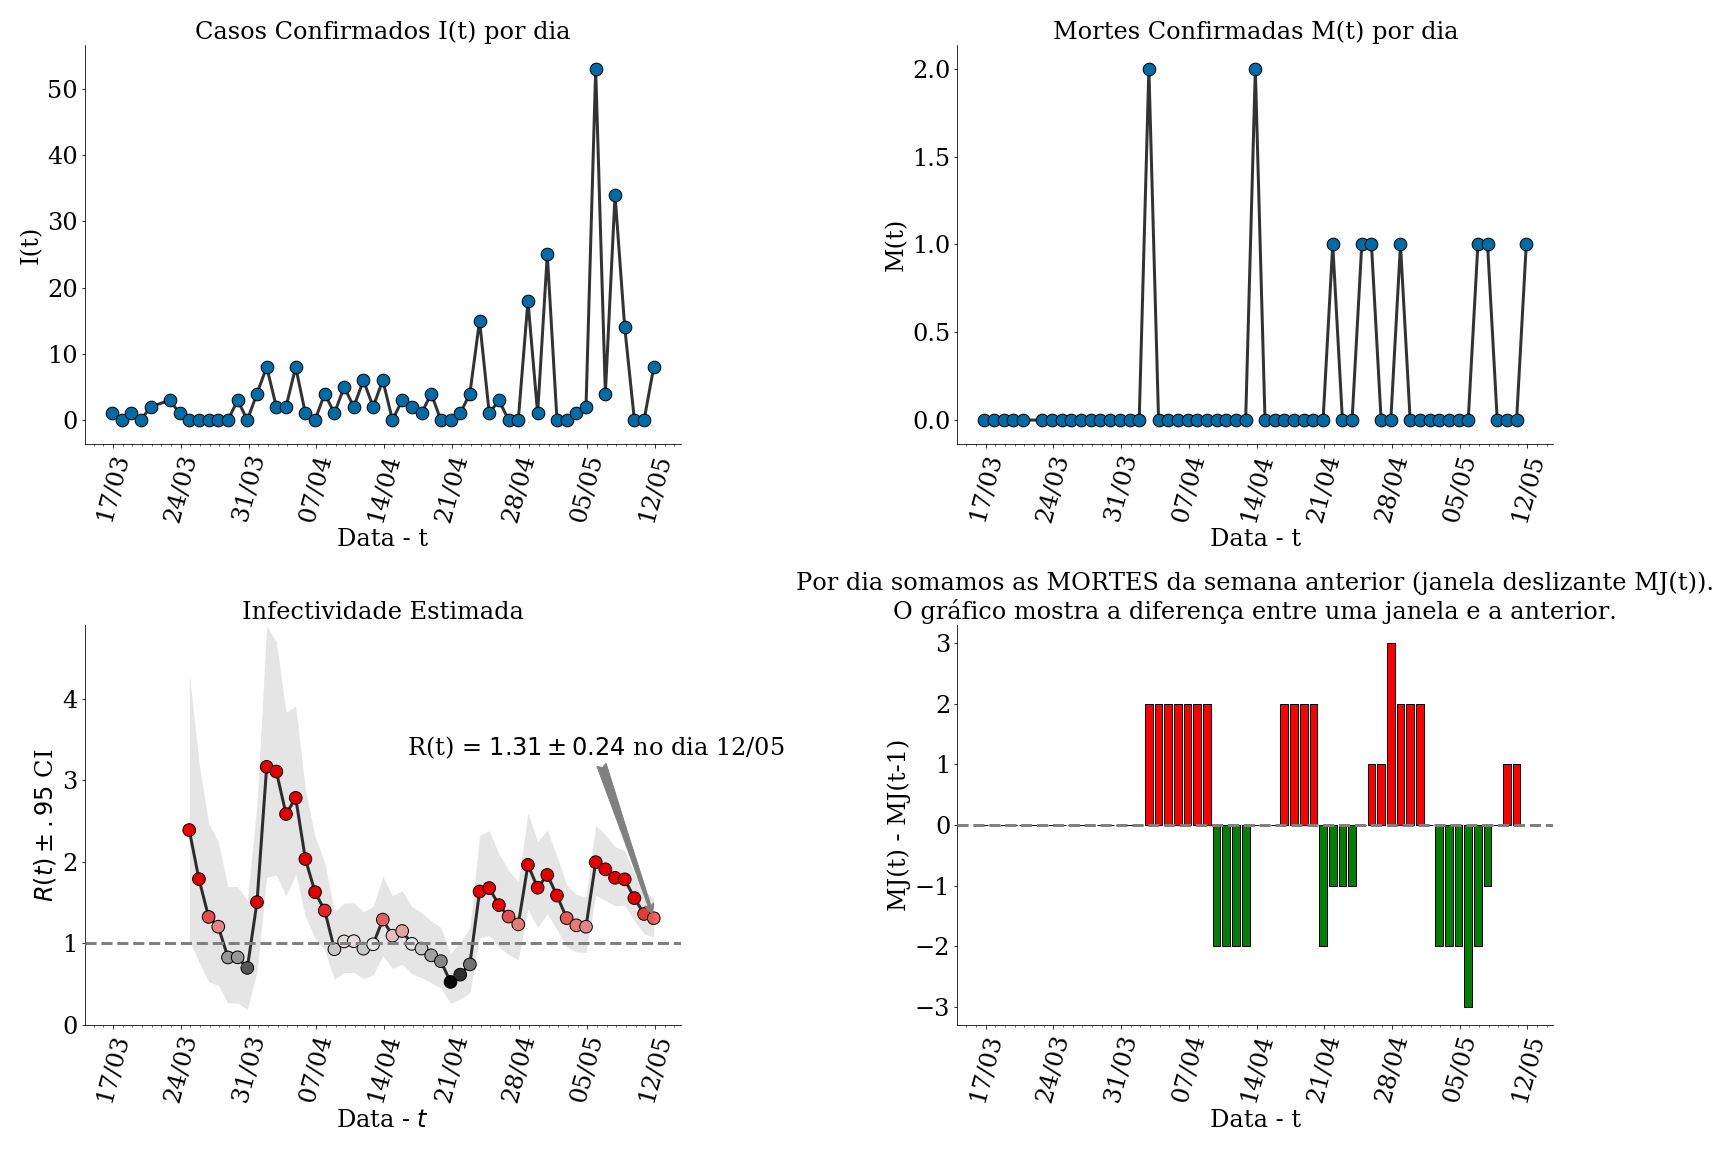 Casos Confirmados I(t) por dia
I(t)
50
40
30
20
10
0
17/03 24/03 31/03 07/04 14/04 21/04 28/04 05/05 12/05
Data - t
Mortes Confirmadas M(t) por dia
M(t)
2.0
1.5
1.0
0.5
0.0
17/03 24/03 31/03 07/04 14/04 21/04 28/04 05/05 12/05
Data - t
Infectividade Estimada
R(t) ± .95 CI
4
3
2
1
0
R(t) = 1.31 ± 0.24 no dia 12/05
17/03 24/03 31/03 07/04 14/04 21/04 28/04 05/05 12/05
Data - t
Por dia somamos as MORTES da semana anterior (janela deslizante MJ(t)).
O gráfico mostra a diferença entre uma janela e a anterior.
MJ(t) - MJ(t-1)
3
2
1
0
−1
−2
−3
17/03 24/03 31/03 07/04 14/04 21/04 28/04 05/05 12/05
Data - t